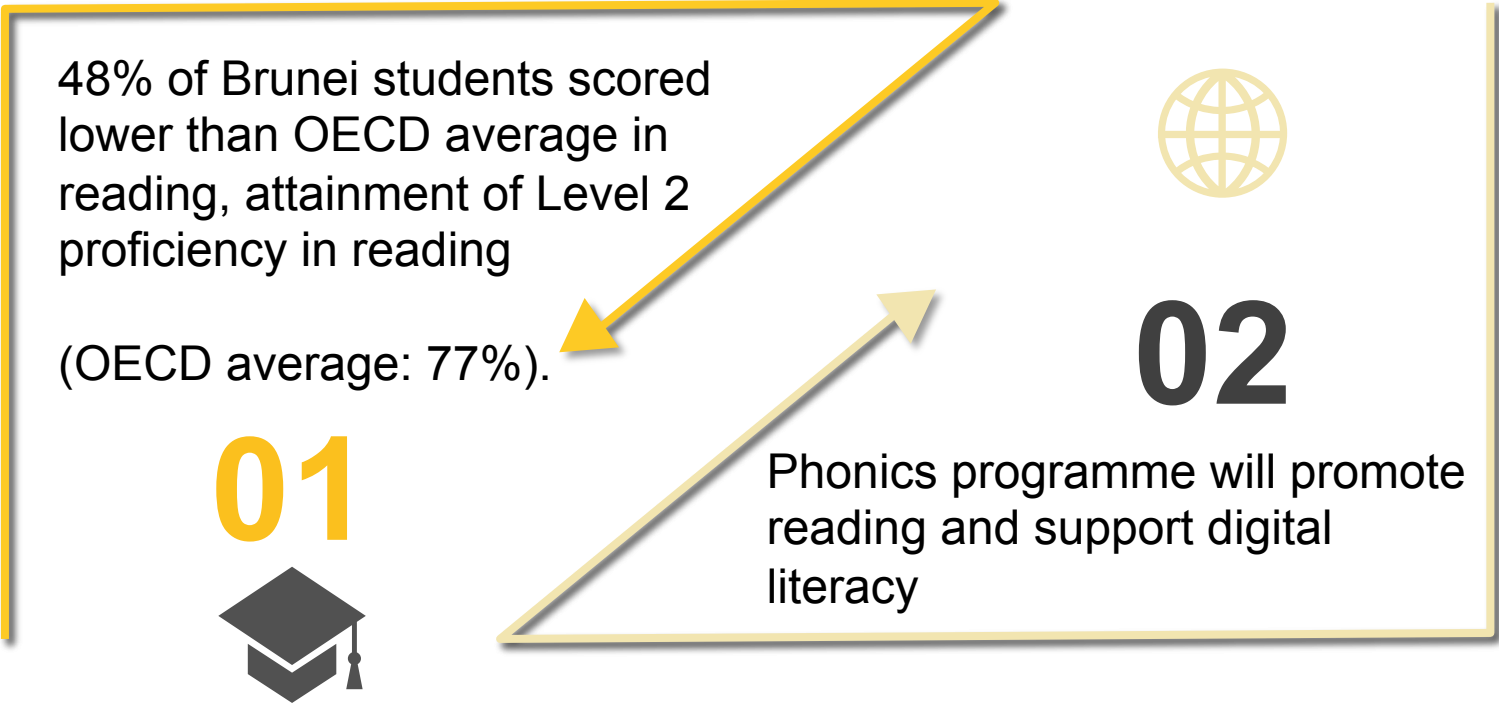 48% of Brunei students scored
lower than OECD average in
reading, attainment of Level 2
proficiency in reading
(OECD average: 77%).
01
02
Phonics programme will promote
reading and support digital
literacy